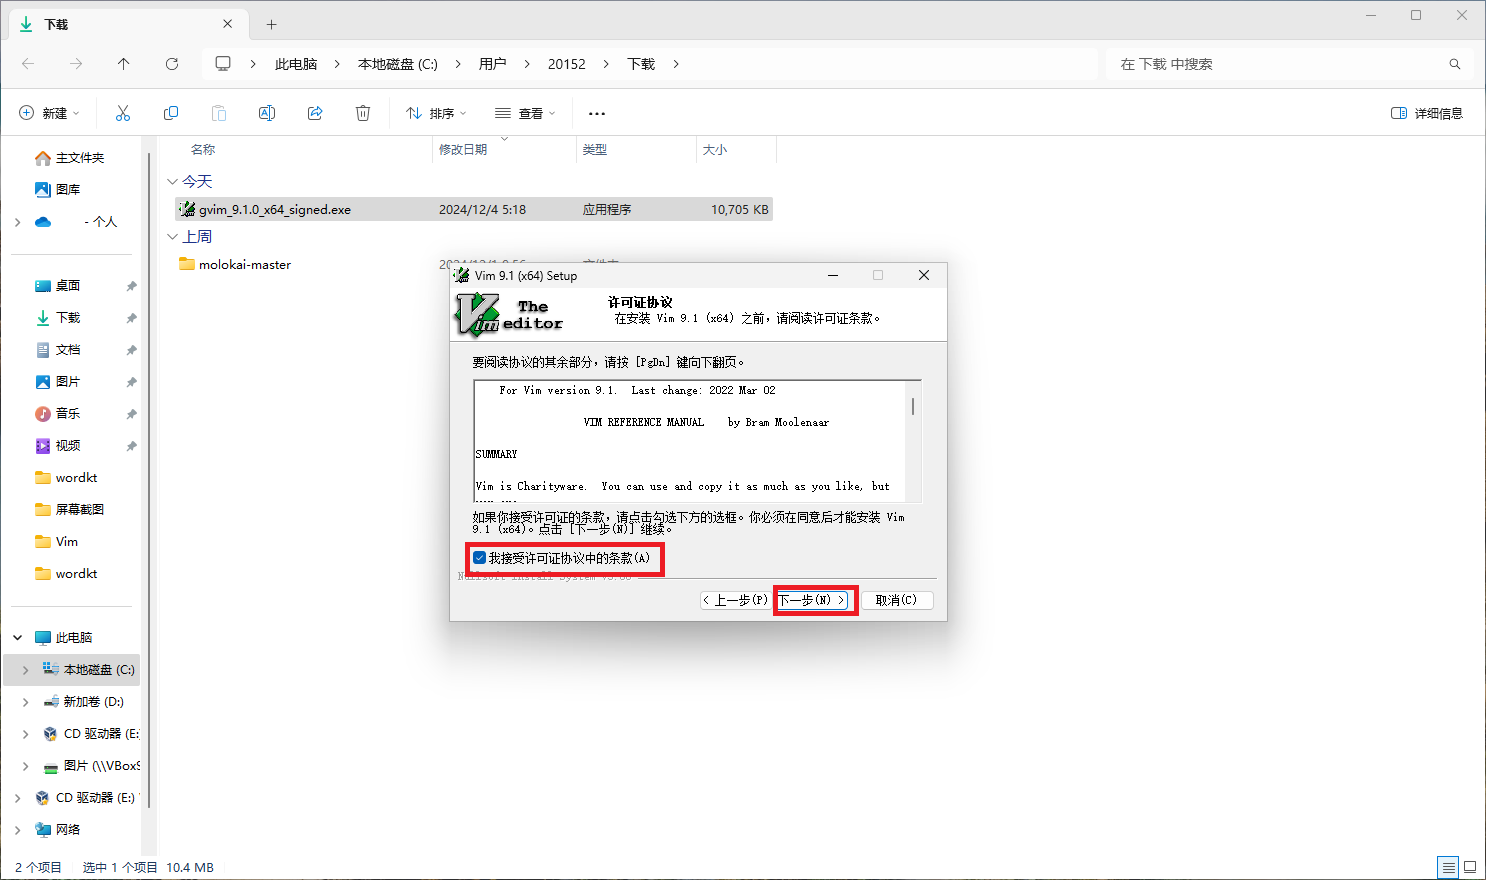 下载
此电脑
本地磁盘 (C:)
用户
20152
下载
在 下载 中搜索
新建
排序
查看
详细信息
名称
修改日期
类型
大小
主文件夹
图库
- 个人
桌面
下载
文档
图片
音乐
视频
wordkt
屏幕截图
Vim
wordkt
此电脑
本地磁盘 (C:)
新加卷 (D:)
CD 驱动器 (E:
图片 (\\VBoxS
CD 驱动器 (E:)
网络
今天
gvim_9.1.0_x64_signed.exe 2024/12/4 5:18 应用程序 10,705 KB
上周
molokai-master
Vim 9.1 (x64) Setup
Vim
The
editor
许可证协议
在安装 Vim 9.1 (x64) 之前，请阅读许可证条款。
要阅读协议的其余部分，请按 [PgDn] 键向下翻页。
For Vim version 9.1. Last change: 2022 Mar 02
VIM REFERENCE MANUAL by Bram Moolenaar
SUMMARY
Vim is Charityware. You can use and copy it as much as you like, but
如果你接受许可证的条款，请点击勾选下方的选框。你必须在同意后才能安装 Vim
9.1 (x64)。点击 [下一步(N)] 继续。
我接受许可证协议中的条款(A)
< 上一步(P)
下一步(N) >
取消(C)
2 个项目
选中 1 个项目 10.4 MB